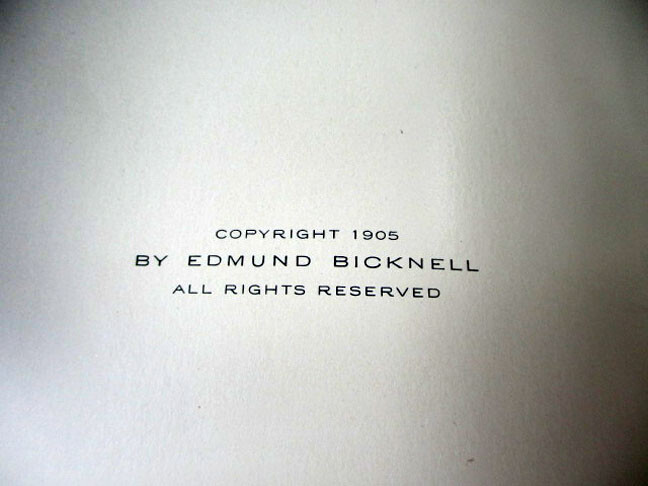 COPYRIGHT 1905
BY EDMUND BICKNELL
ALL RIGHTS RESERVED